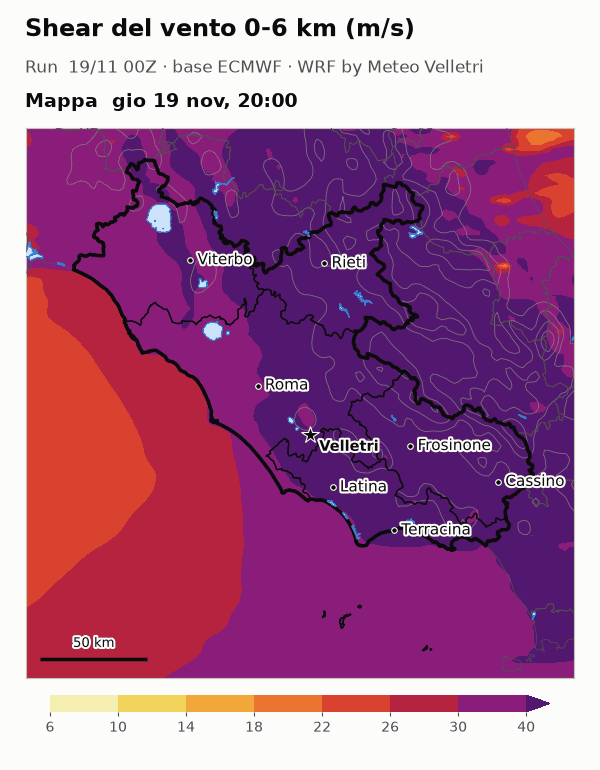 Shear del vento 0-6 km (m/s)
Run  19/11 00Z · base ECMWF · WRF by Meteo Velletri
Mappa  gio 19 nov, 20:00
Viterbo
Rieti
Roma
Velletri
Frosinone
Latina
Cassino
Terracina
50 km
6 10 14 18 22 26 30 40